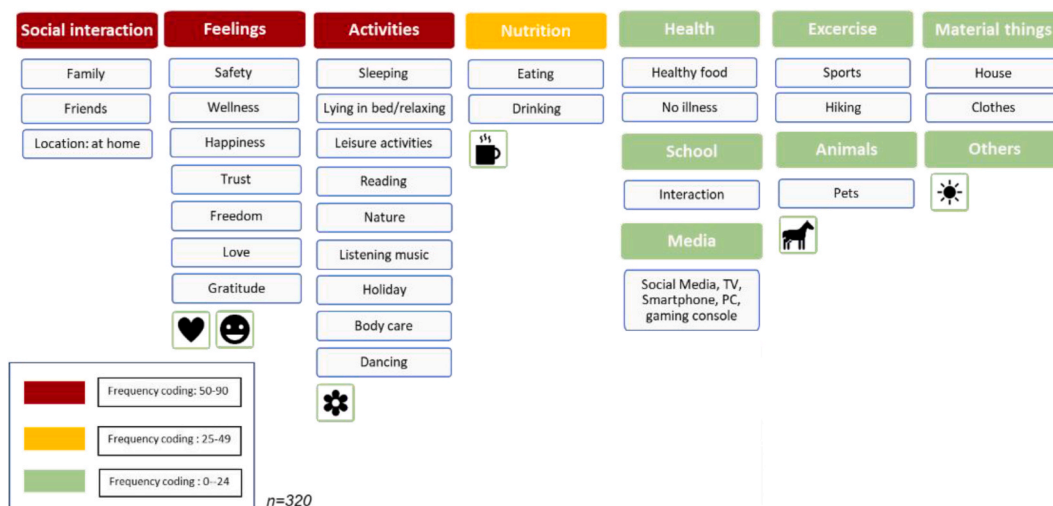 Social interaction
Family
Friends
Location: at home
Feelings
Safety
Wellness
Happiness
Trust
Freedom
Love
Gratitude
Activities
Sleeping
Lying in bed/relaxing
Leisure activities
Reading
Nature
Listening music
Holiday
Body care
Dancing
Nutrition
Eating
Drinking
Health
Healthy food
No illness
School
Interaction
Media
Social Media, TV,
Smartphone, PC,
gaming console
Excercise
Sports
Hiking
Animals
Pets
Material things
House
Clothes
Others
Frequency coding: 50-90
Frequency coding : 25-49
Frequency coding : 0--24
n=320